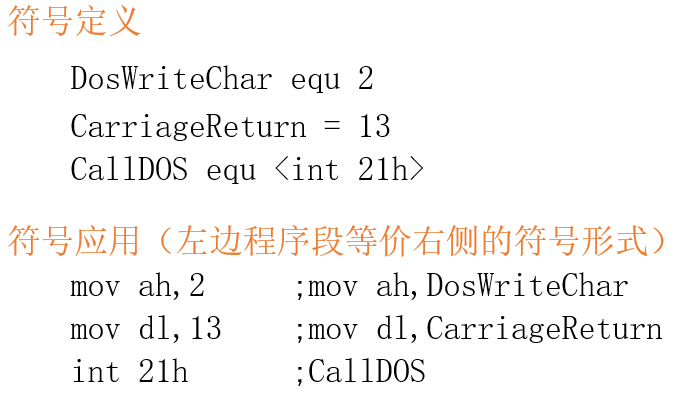 符号定义
DosWriteChar equ 2
CarriageReturn = 13
CallDOS equ <int 21h>
符号应用（左边程序段等价右侧的符号形式）
mov ah,2 ;mov ah,DosWriteChar
mov dl,13 ;mov dl,CarriageReturn
int 21h ;CallDOS